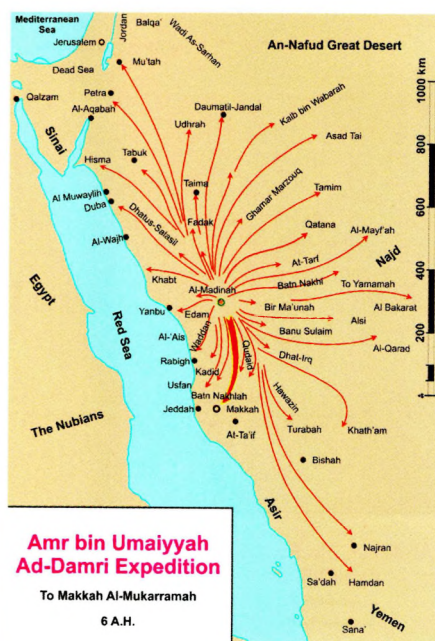 Mediterranean
Sea
Jordan
Balqa'
Wadi As-Sarhan
An-Nafud Great Desert
Jerusalem
Dead Sea
Mu'tah
Petra
Qalzam
Al-Aqabah
Daumatil-Jandal
Kalb bin Wabarah
Udhrah
Asad Tai
Sinai
Hisma
Tabuk
Taima
Ghamar Marzouq
Tamim
Al Muwaylih
Duba
Dhatus-Salasil
Fadak
Qatana
Al-Mayf'ah
Al-Wajh
At-Tarf
Najd
Khabt
Al-Madinah
Batn Nakhl
To Yamamah
Egypt
Red Sea
Yanbu
Edam
Bir Ma'unah
Al Bakarat
Waddan
Banu Sulaim
Alsi
Al-'Ais
Qudaid
Dhat-Irq
Al-Qarad
Rabigh
Kadid
Usfan
Batn Nakhlah
Hawazin
Jeddah
Makkah
The Nubians
At-Ta'if
Turabah
Khath'am
Bishah
Asir
Najran
Sa'dah
Hamdan
Yemen
Sana'
1000 km
800
600
400
200
Amr bin Umaiyyah
Ad-Damri Expedition
To Makkah Al-Mukarramah
6 A.H.